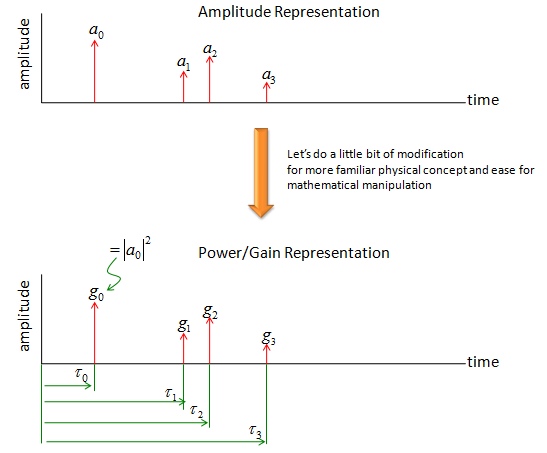 Amplitude Representation
amplitude
a₀
a₁
a₂
a₃
time
Let's do a little bit of modification
for more familiar physical concept and ease for
mathematical manipulation
=|a₀|²
Power/Gain Representation
amplitude
g₀
g₁
g₂
g₃
time
τ₀
τ₁
τ₂
τ₃